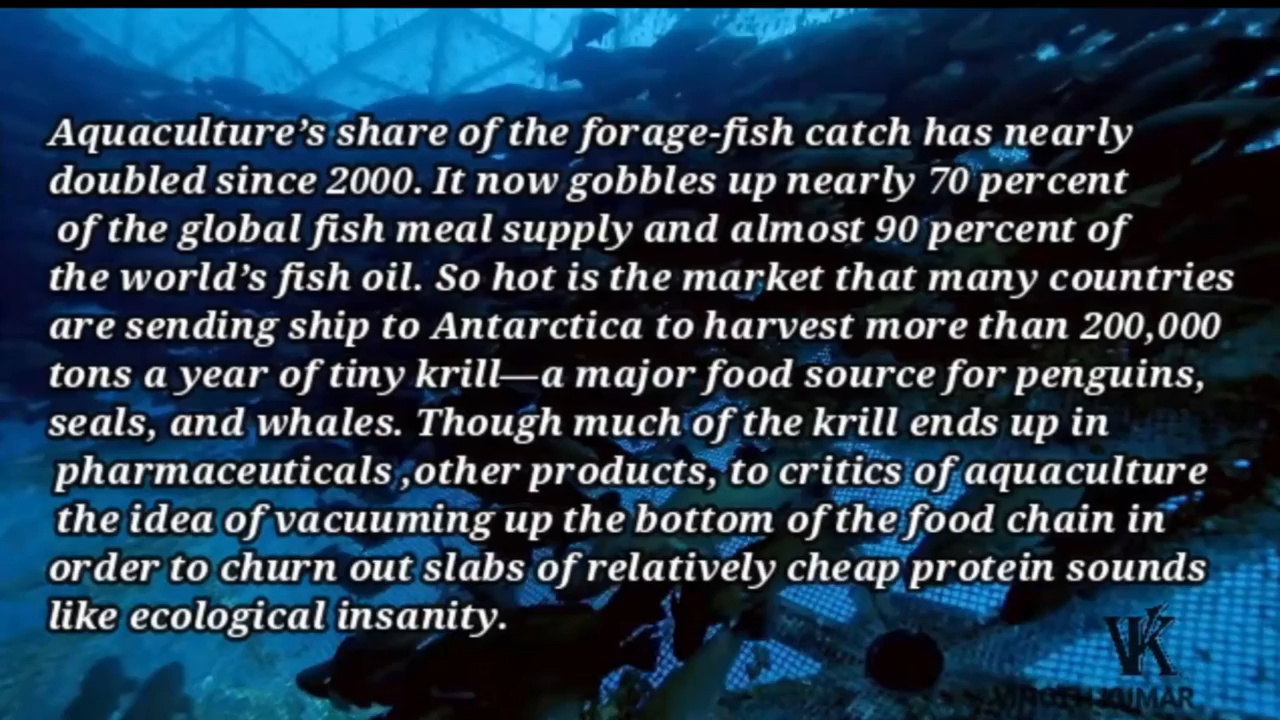 Aquaculture’s share of the forage-fish catch has nearly
doubled since 2000. It now gobbles up nearly 70 percent
of the global fish meal supply and almost 90 percent of
the world’s fish oil. So hot is the market that many countries
are sending ship to Antarctica to harvest more than 200,000
tons a year of tiny krill—a major food source for penguins,
seals, and whales. Though much of the krill ends up in
pharmaceuticals ,other products, to critics of aquaculture
the idea of vacuuming up the bottom of the food chain in
order to churn out slabs of relatively cheap protein sounds
like ecological insanity.
VK
KUMAR